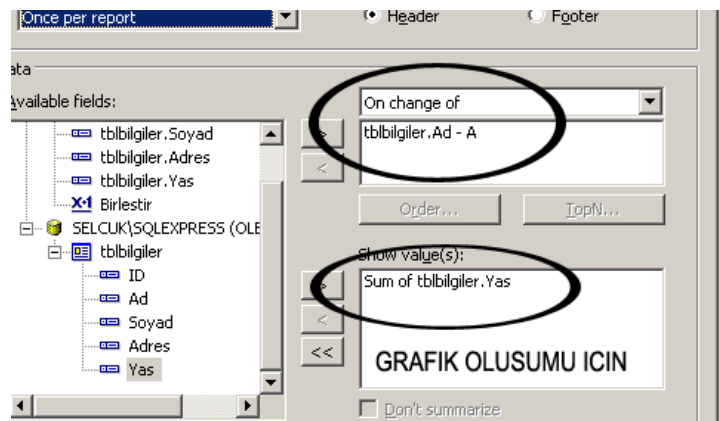 Once per report
Header
Footer
ata
Available fields:
On change of
tblbilgiler.Soyad
tblbilgiler.Adres
tblbilgiler.Yas
Birlestir
SELCUK\SQLEXPRESS (OLE
tblbilgiler
ID
Ad
Soyad
Adres
Yas
>
tblbilgiler.Ad - A
<
Order...
TopN...
Show value(s):
>
Sum of tblbilgiler.Yas
<
<<
GRAFIK OLUSUMU ICIN
Don't summarize